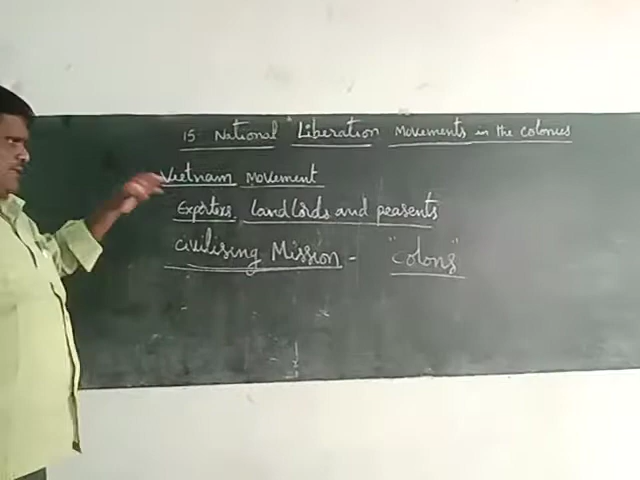 15 National Liberation Movements in the colonies
Vietnam Movement
Exporters, landlords and peasents
Civilising Mission - "Colons"